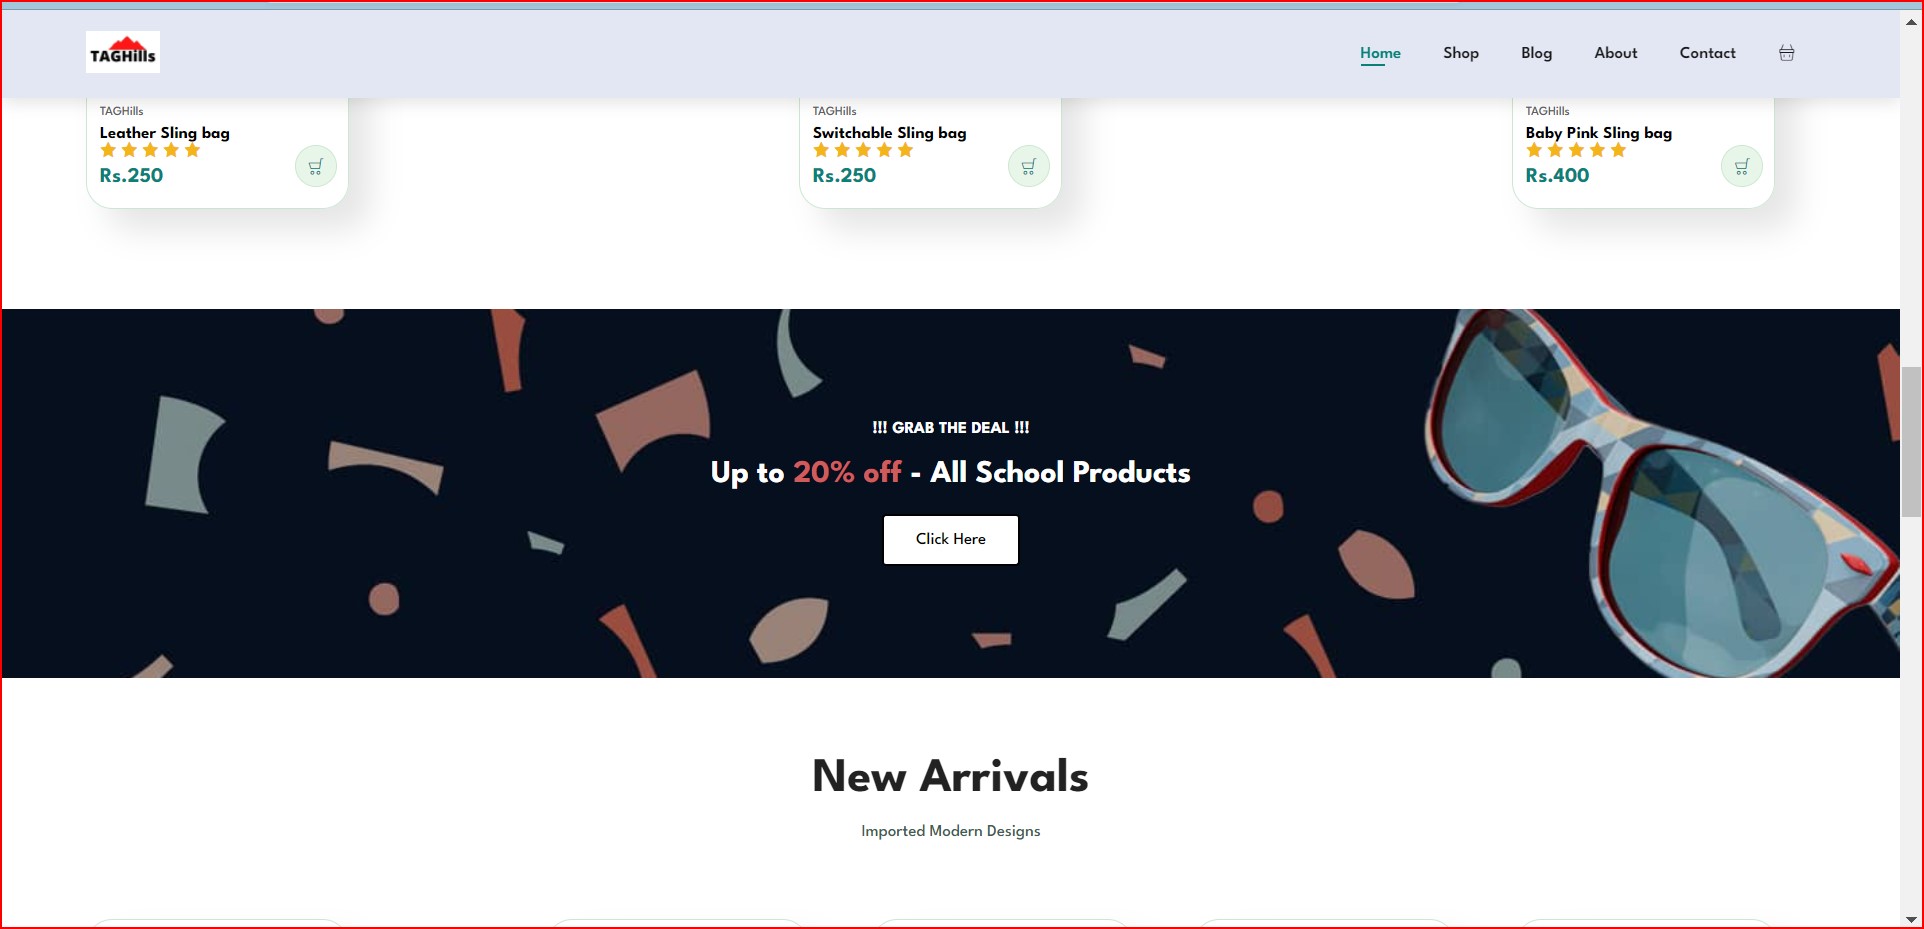 TAGHills
Home Shop Blog About Contact
TAGHills
Leather Sling bag
Rs.250
TAGHills
Switchable Sling bag
Rs.250
TAGHills
Baby Pink Sling bag
Rs.400
!!! GRAB THE DEAL !!!
Up to 20% off - All School Products
Click Here
New Arrivals
Imported Modern Designs